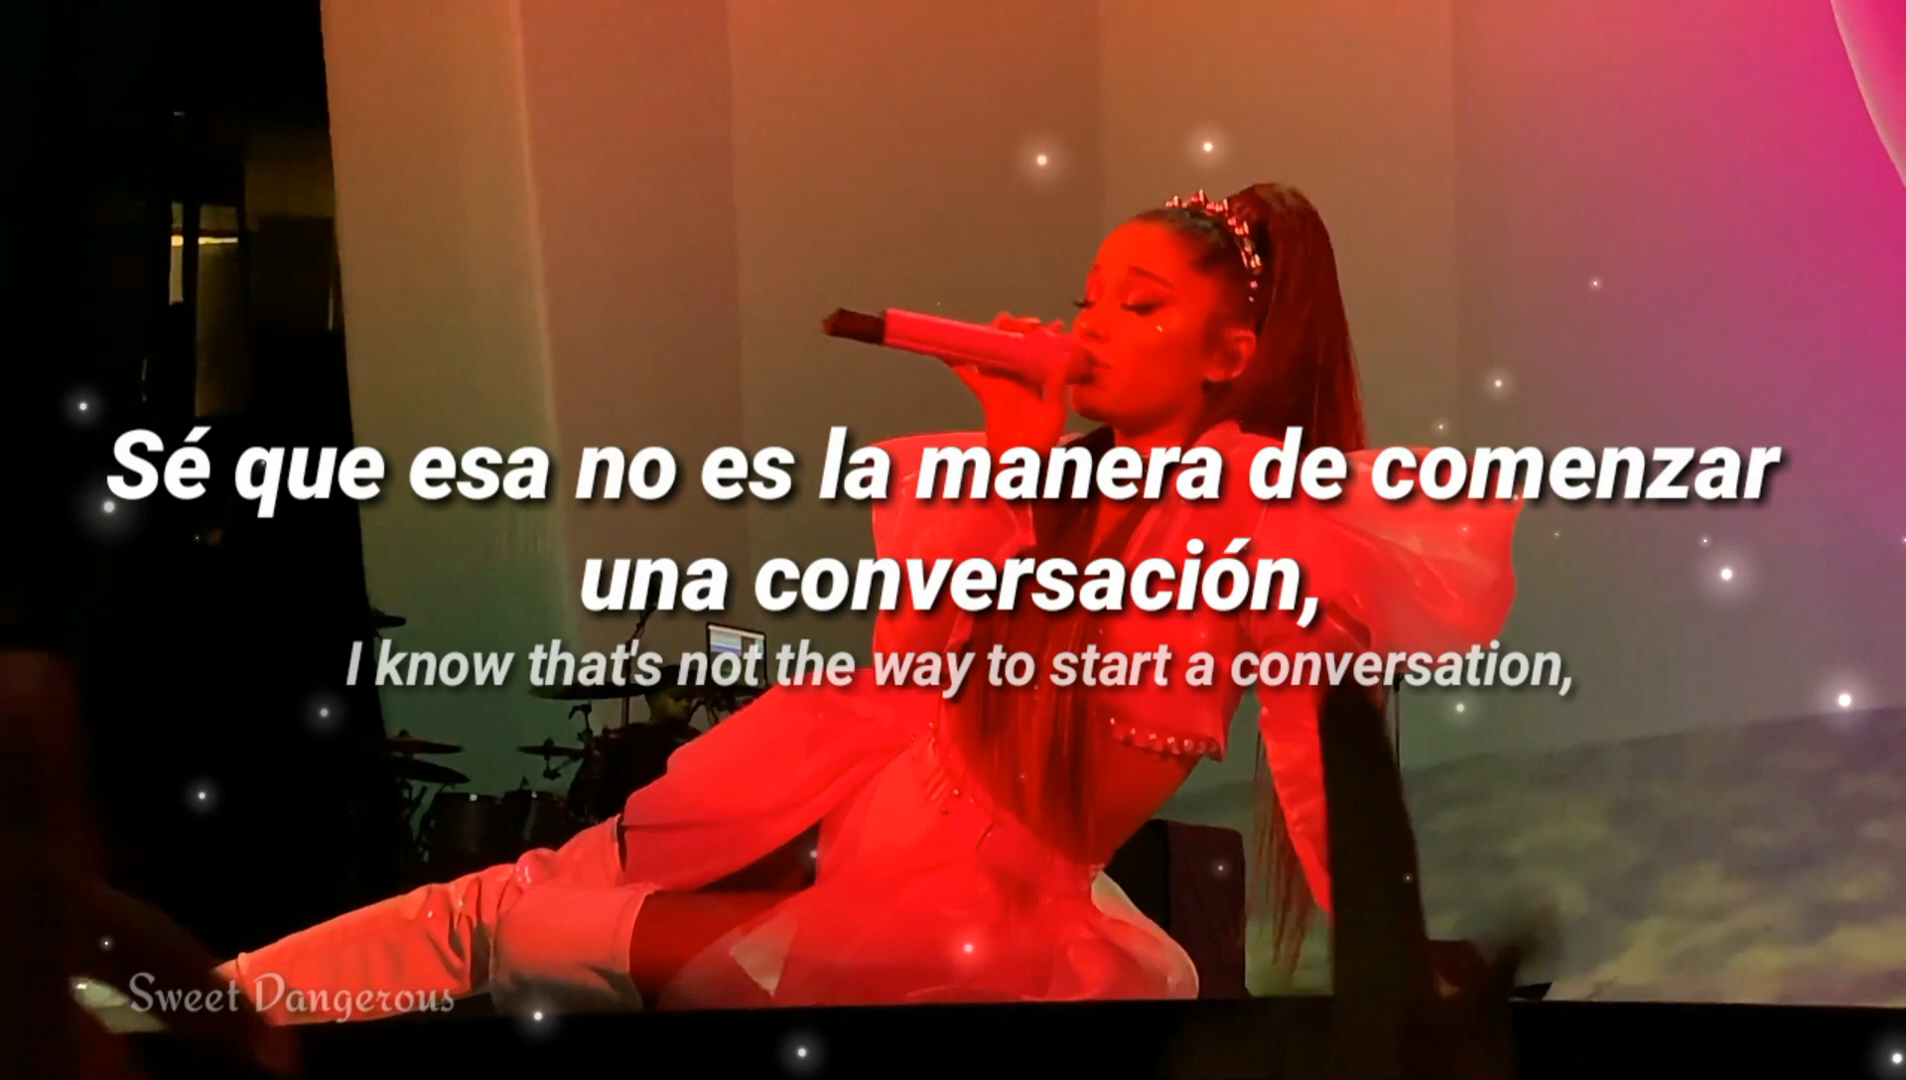 Sé que esa no es la manera de comenzar
una conversación,
I know that's not the way to start a conversation,
Sweet Dangerous